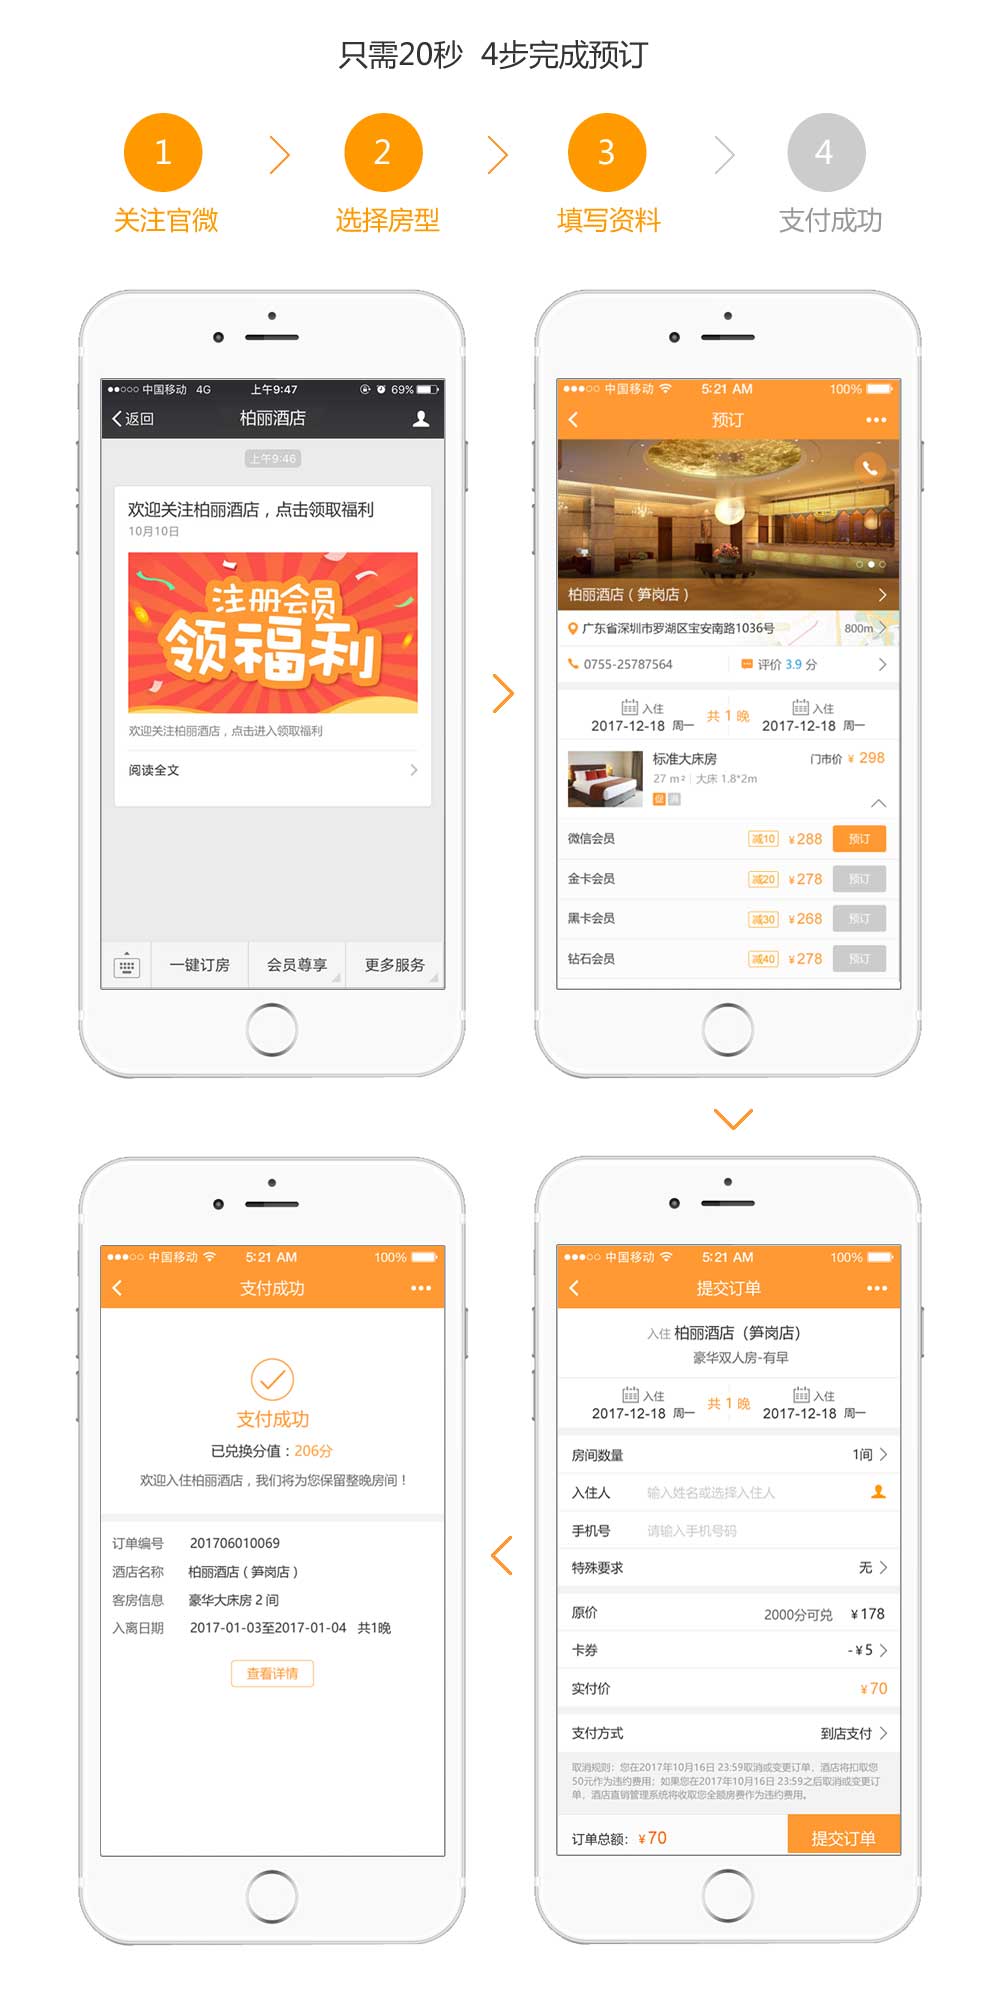 只需20秒 4步完成预订
1
2
3
4
关注官微
选择房型
填写资料
支付成功
中国移动 4G 上午9:47 69%
返回 柏丽酒店
上午9:46
欢迎关注柏丽酒店，点击领取福利
10月10日
注册会员
领福利
欢迎关注柏丽酒店，点击进入领取福利
阅读全文
一键订房 会员尊享 更多服务
中国移动 5:21 AM 100%
预订
柏丽酒店（笋岗店）
广东省深圳市罗湖区宝安南路1036号 800m
0755-25787564 评价 3.9 分
入住 共 1 晚 入住
2017-12-18 周一 2017-12-18 周一
标准大床房 门市价 ¥ 298
27 m² 大床 1.8*2m
促
微信会员 减10 ¥288 预订
金卡会员 减20 ¥278 预订
黑卡会员 减30 ¥268 预订
钻石会员 减40 ¥278 预订
中国移动 5:21 AM 100%
支付成功
支付成功
已兑换分值：206分
欢迎入住柏丽酒店，我们将为您保留整晚房间！
订单编号 201706010069
酒店名称 柏丽酒店（笋岗店）
客房信息 豪华大床房 2 间
入离日期 2017-01-03至2017-01-04 共1晚
查看详情
中国移动 5:21 AM 100%
提交订单
入住 柏丽酒店（笋岗店）
豪华双人房-有早
入住 共 1 晚 入住
2017-12-18 周一 2017-12-18 周一
房间数量 1间
入住人 输入姓名或选择入住人
手机号 请输入手机号码
特殊要求 无
原价 2000分可兑 ¥178
卡券 -¥5
实付价 ¥70
支付方式 到店支付
取消规则：您在2017年10月16日 23:59取消或变更订单，酒店将扣取您
50元作为违约费用；如果您在2017年10月16日 23:59之后取消或变更订
单，酒店直销管理系统将收取您全额房费作为违约费用。
订单总额：¥70 提交订单